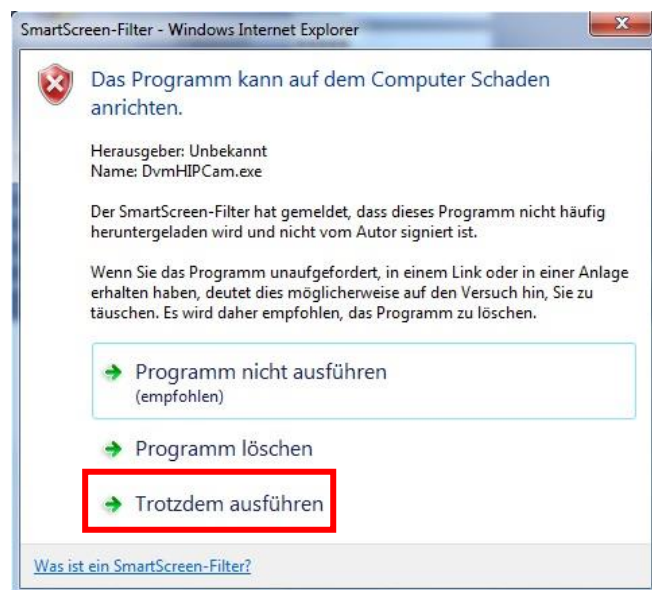 SmartScreen-Filter - Windows Internet Explorer
Das Programm kann auf dem Computer Schaden
anrichten.
Herausgeber: Unbekannt
Name: DvmHIPCam.exe
Der SmartScreen-Filter hat gemeldet, dass dieses Programm nicht häufig
heruntergeladen wird und nicht vom Autor signiert ist.
Wenn Sie das Programm unaufgefordert, in einem Link oder in einer Anlage
erhalten haben, deutet dies möglicherweise auf den Versuch hin, Sie zu
täuschen. Es wird daher empfohlen, das Programm zu löschen.
Programm nicht ausführen
(empfohlen)
Programm löschen
Trotzdem ausführen
Was ist ein SmartScreen-Filter?